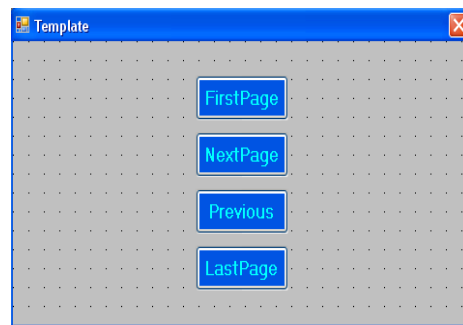 Template
FirstPage
NextPage
Previous
LastPage